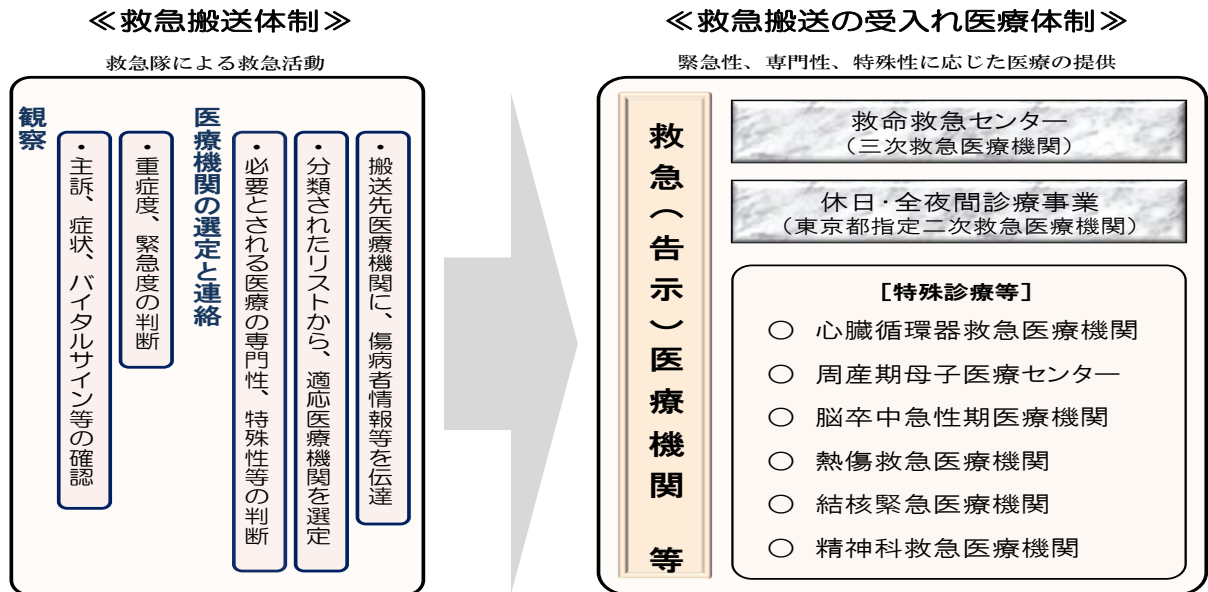 ≪救急搬送体制≫
救急隊による救急活動
観察
・主訴、症状、バイタルサイン等の確認
・重症度、緊急度の判断
医療機関の選定と連絡
・必要とされる医療の専門性、特殊性等の判断
・分類されたリストから、適応医療機関を選定
・搬送先医療機関に、傷病者情報等を伝達
≪救急搬送の受入れ医療体制≫
緊急性、専門性、特殊性に応じた医療の提供
救急（告示）医療機関 等
救命救急センター
（三次救急医療機関）
休日・全夜間診療事業
（東京都指定二次救急医療機関）
［特殊診療等］
○ 心臓循環器救急医療機関
○ 周産期母子医療センター
○ 脳卒中急性期医療機関
○ 熱傷救急医療機関
○ 結核緊急医療機関
○ 精神科救急医療機関